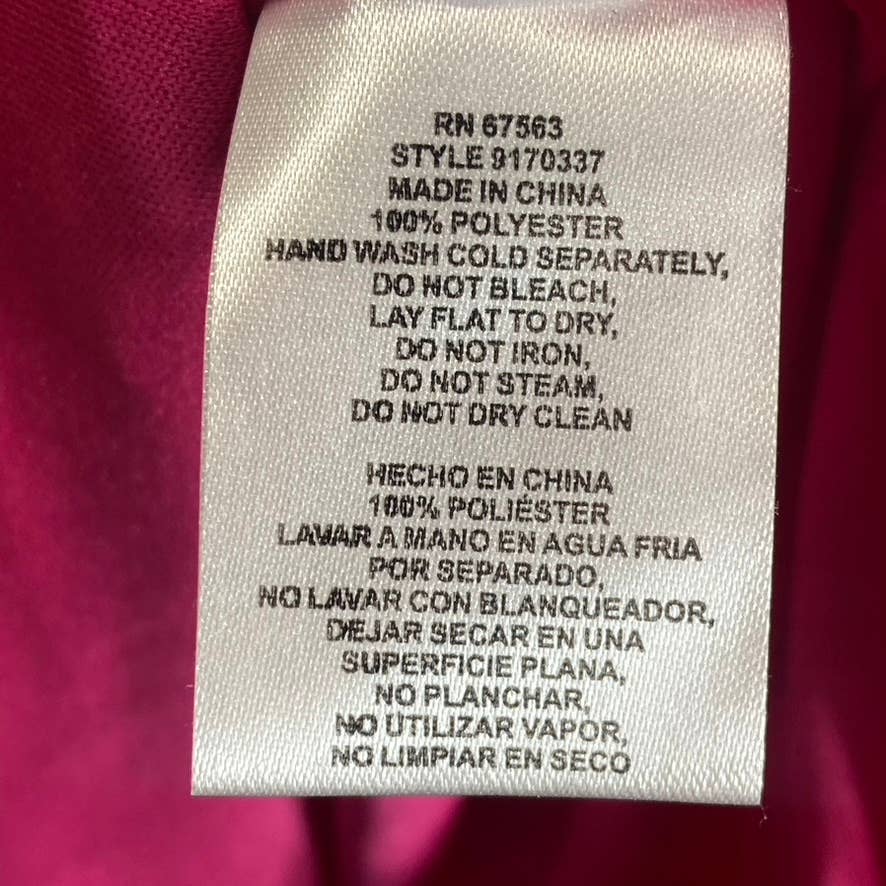 RN 67563
STYLE 9170337
MADE IN CHINA
100% POLYESTER
HAND WASH COLD SEPARATELY,
DO NOT BLEACH,
LAY FLAT TO DRY,
DO NOT IRON,
DO NOT STEAM,
DO NOT DRY CLEAN
HECHO EN CHINA
100% POLIÉSTER
LAVAR A MANO EN AGUA FRIA
POR SEPARADO,
NO LAVAR CON BLANQUEADOR,
DEJAR SECAR EN UNA
SUPERFICIE PLANA,
NO PLANCHAR,
NO UTILIZAR VAPOR,
NO LIMPIAR EN SECO